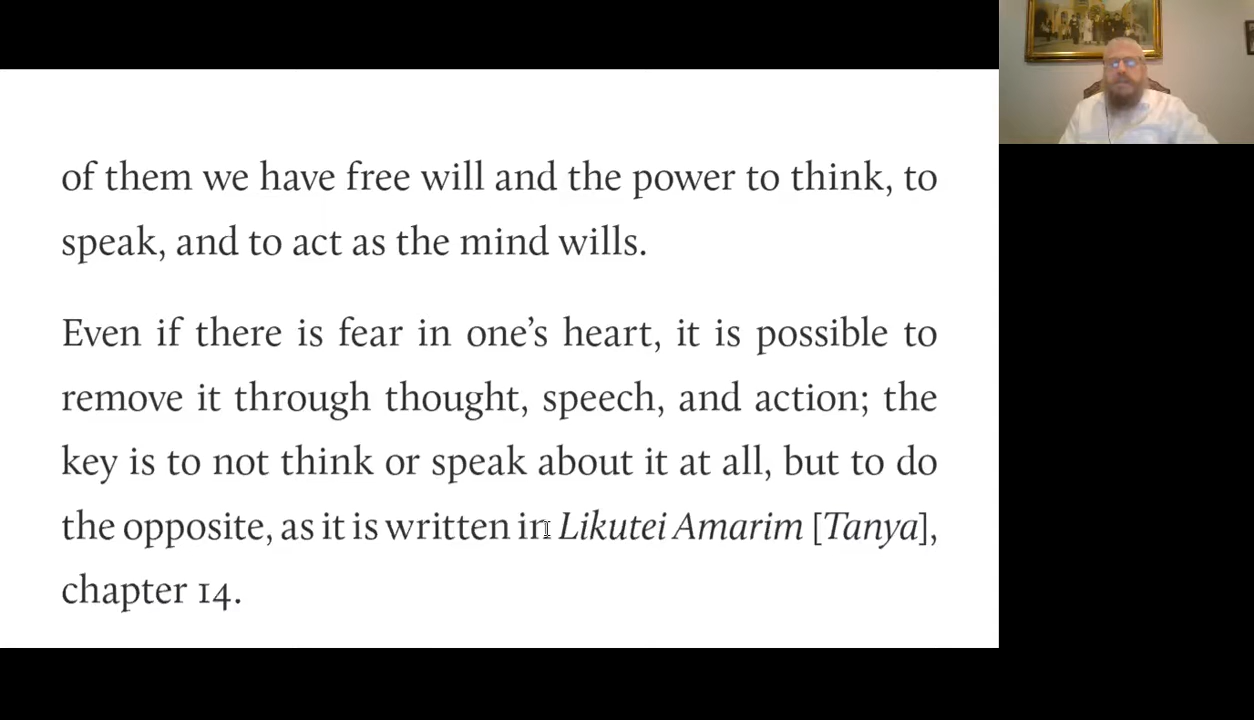 of them we have free will and the power to think, to
speak, and to act as the mind wills.
Even if there is fear in one’s heart, it is possible to
remove it through thought, speech, and action; the
key is to not think or speak about it at all, but to do
the opposite, as it is written in Likutei Amarim [Tanya],
chapter 14.